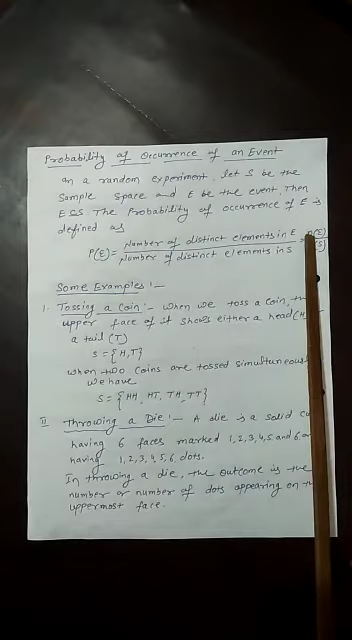 Probability of Occurrence of an Event
In a random experiment, let S be the
Sample Space and E be the event, Then
E⊆S. The Probability of occurrence of E is
defined as
P(E) = Number of distinct elements in E / Number of distinct elements in S = n(E) / (S)
Some Examples :-
I. Tossing a Coin :- When we toss a coin, th
upper face of it shows either a head (H)
a tail (T)
S = {H,T}
when two coins are tossed simultaneous
we have
S = {HH, HT, TH, TT}
II Throwing a Die :- A die is a solid cu
having 6 faces marked 1,2,3,4,5 and 6 or
having 1,2,3,4,5,6, dots.
In throwing a die, the outcome is the
number or number of dots appearing on th
uppermost face.